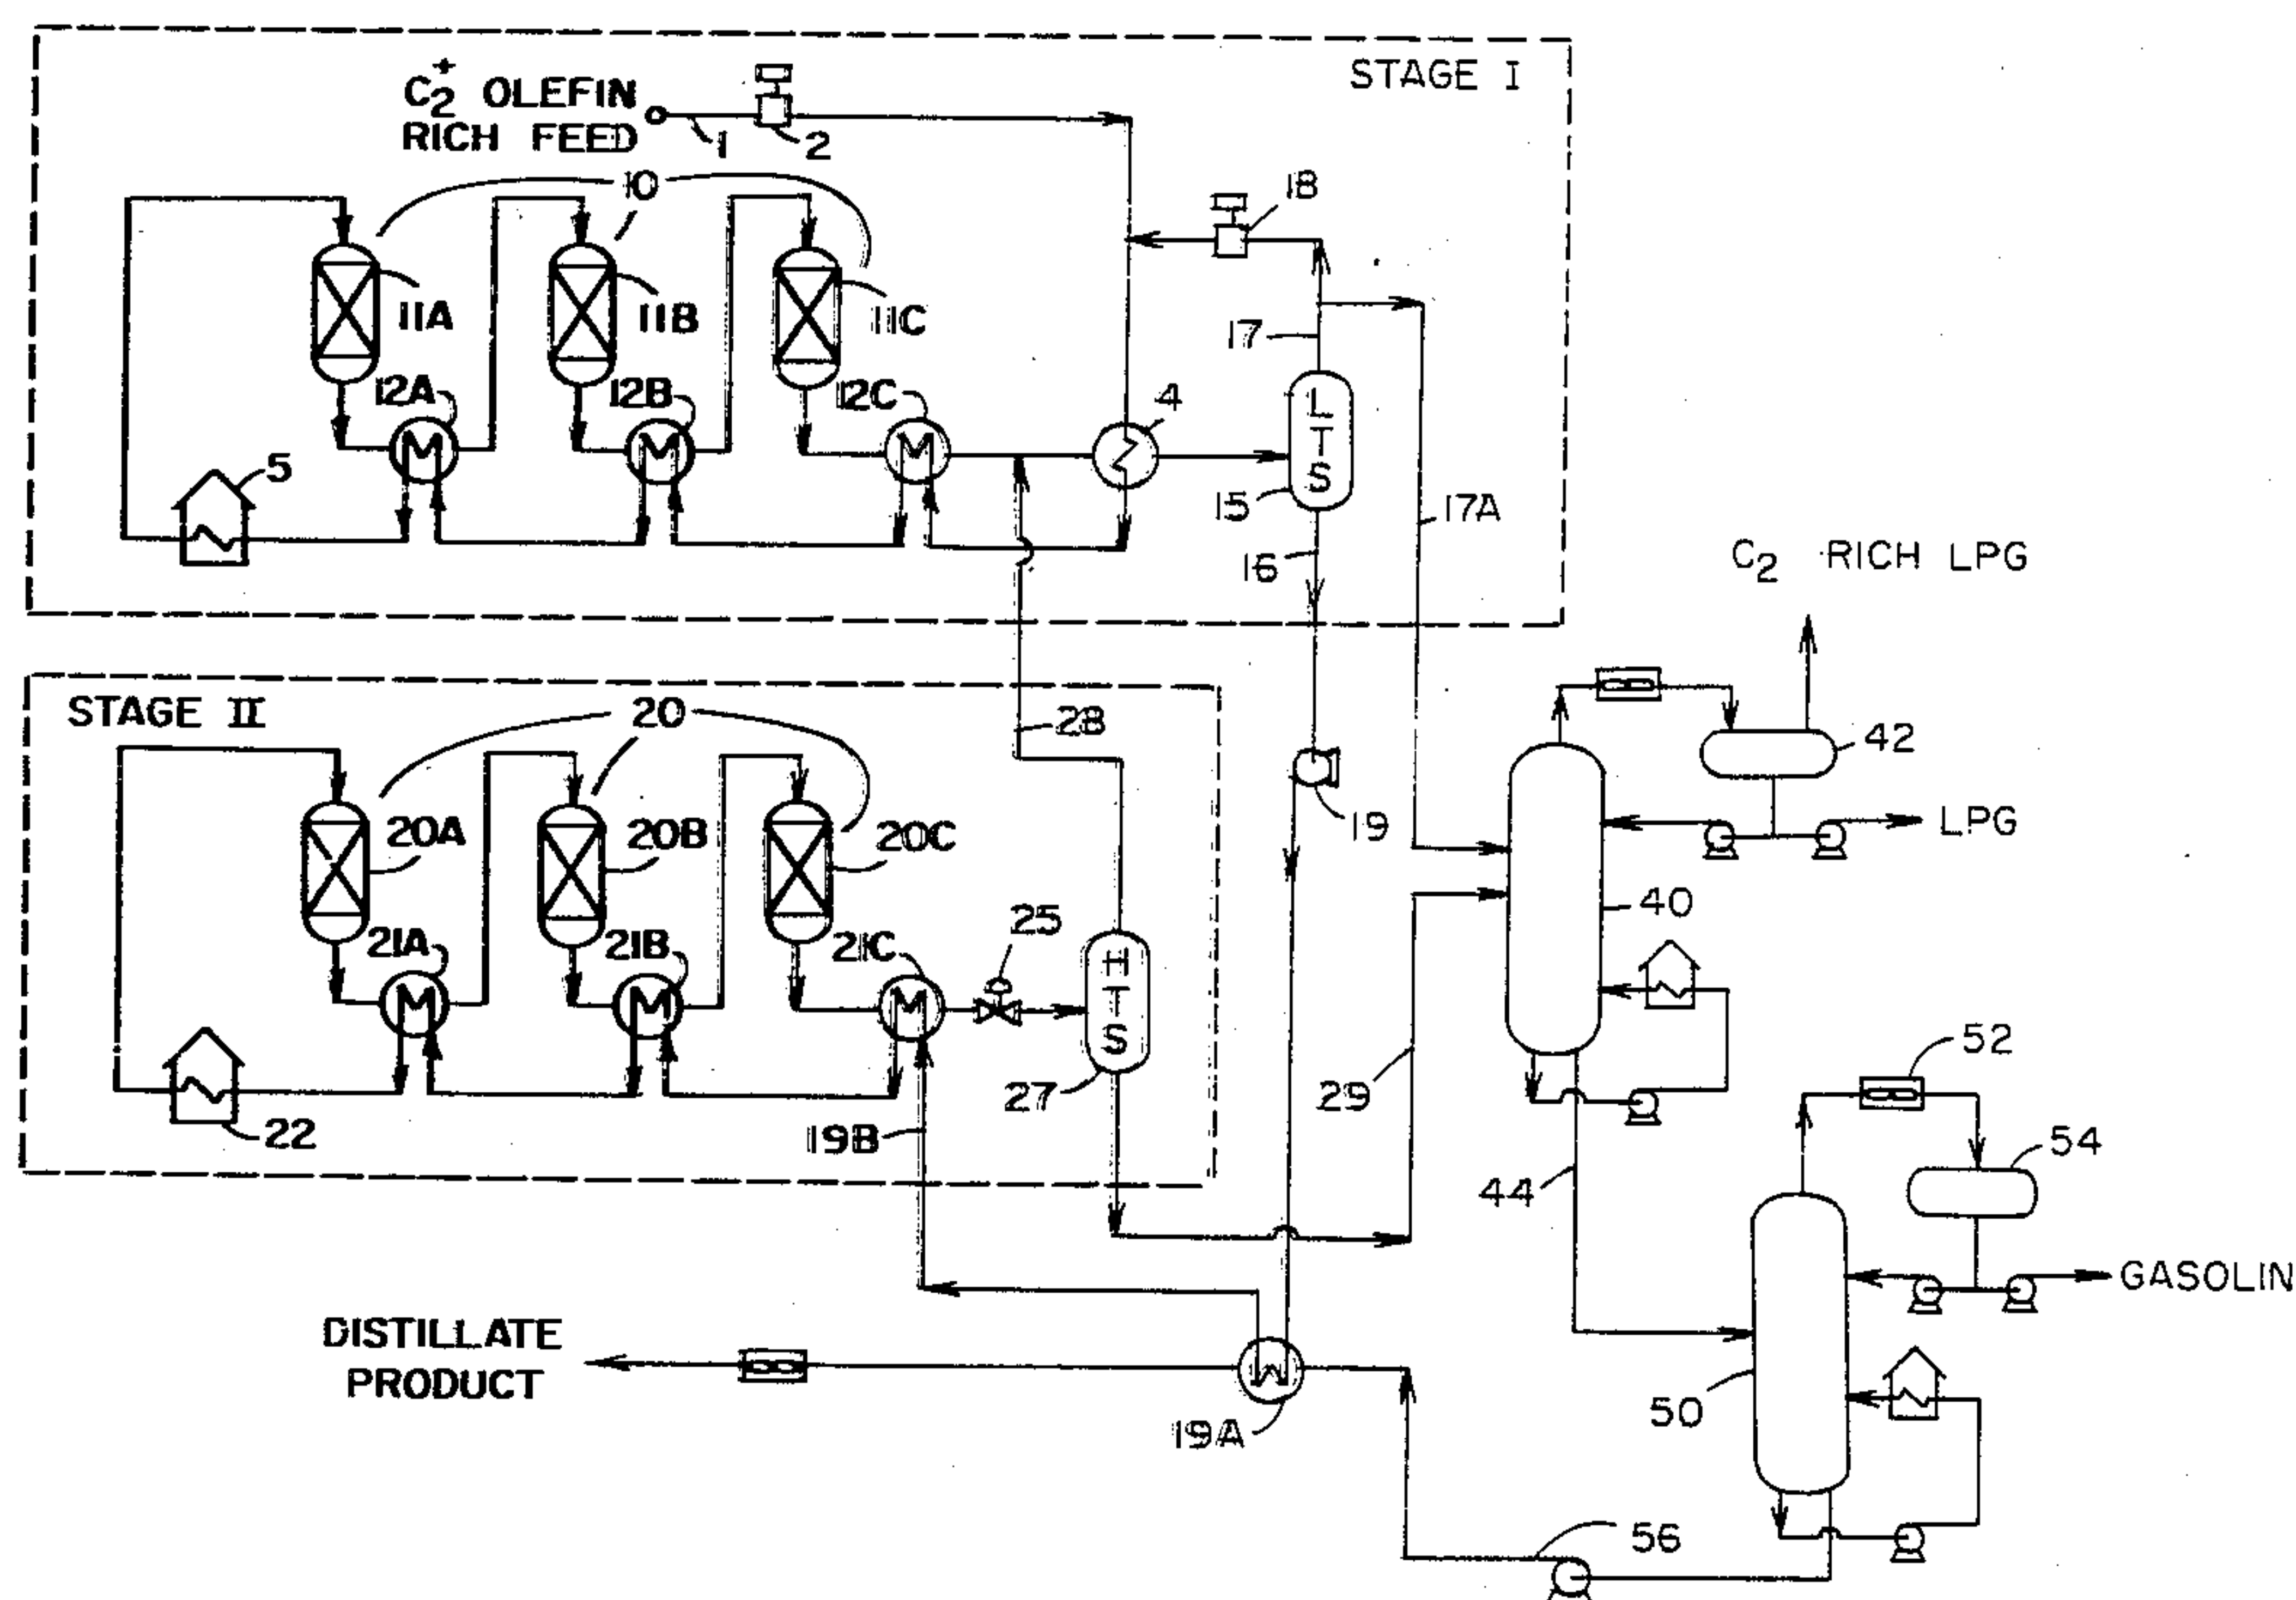 STAGE I
C2+ OLEFIN
RICH FEED
1
2
10
18
11A
11B
11C
17
12A
12B
12C
4
L
T
S
5
15
17A
16
C2 RICH LPG
STAGE II
20
28
42
19
LPG
20A
20B
20C
40
21A
21B
21C
25
H
T
S
52
27
29
22
19B
54
44
GASOLIN
DISTILLATE
PRODUCT
50
19A
56